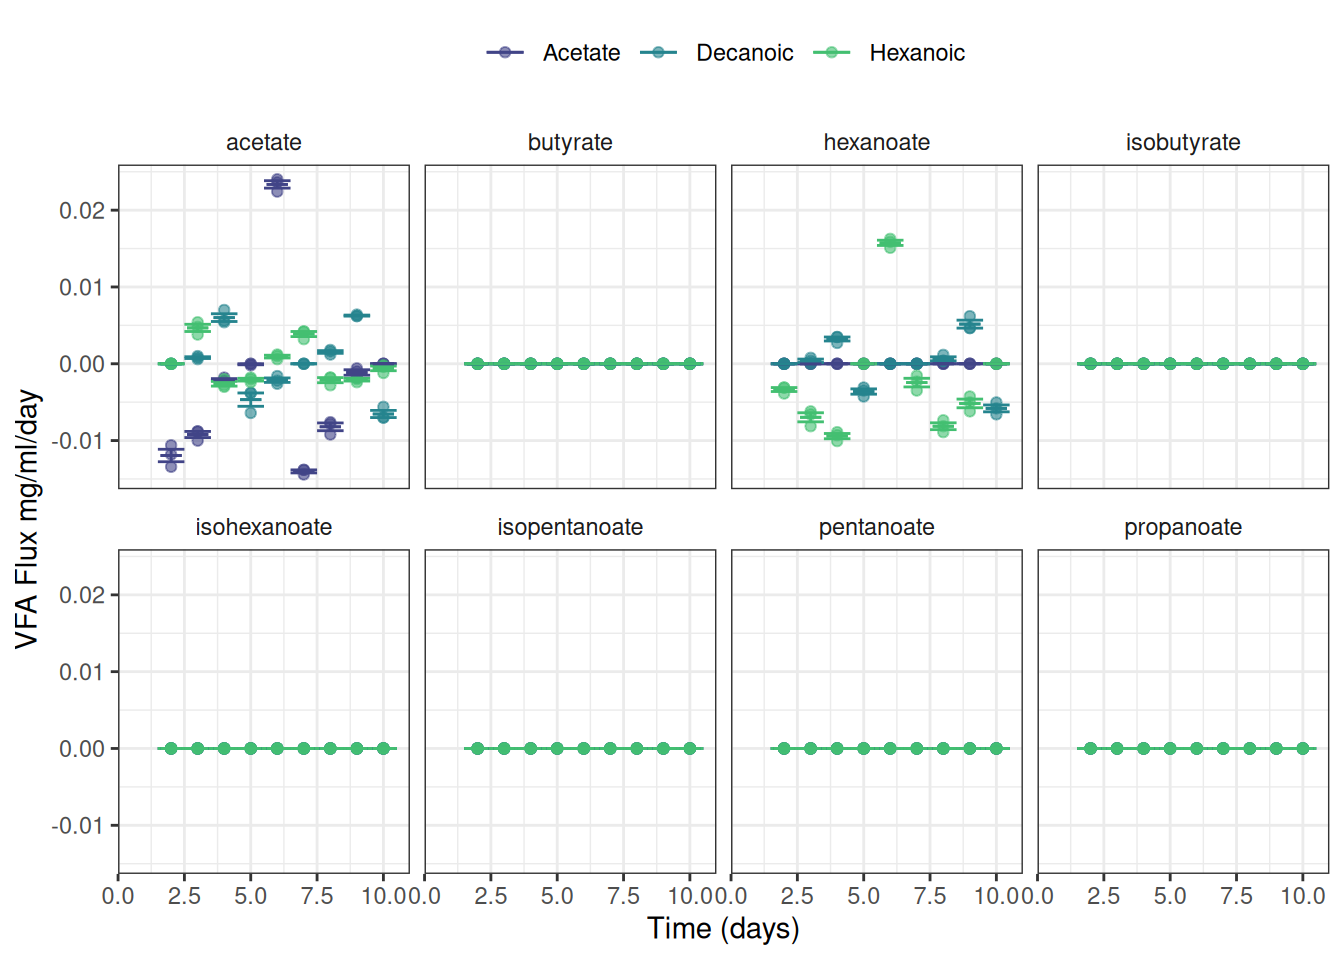 Acetate Decanoic Hexanoic
acetate butyrate hexanoate isobutyrate
0.02
0.01
0.00
-0.01
isohexanoate isopentanoate pentanoate propanoate
0.02
0.01
0.00
-0.01
0.0 2.5 5.0 7.5 10.0 0.0 2.5 5.0 7.5 10.0 0.0 2.5 5.0 7.5 10.0 0.0 2.5 5.0 7.5 10.0
Time (days)
VFA Flux mg/ml/day